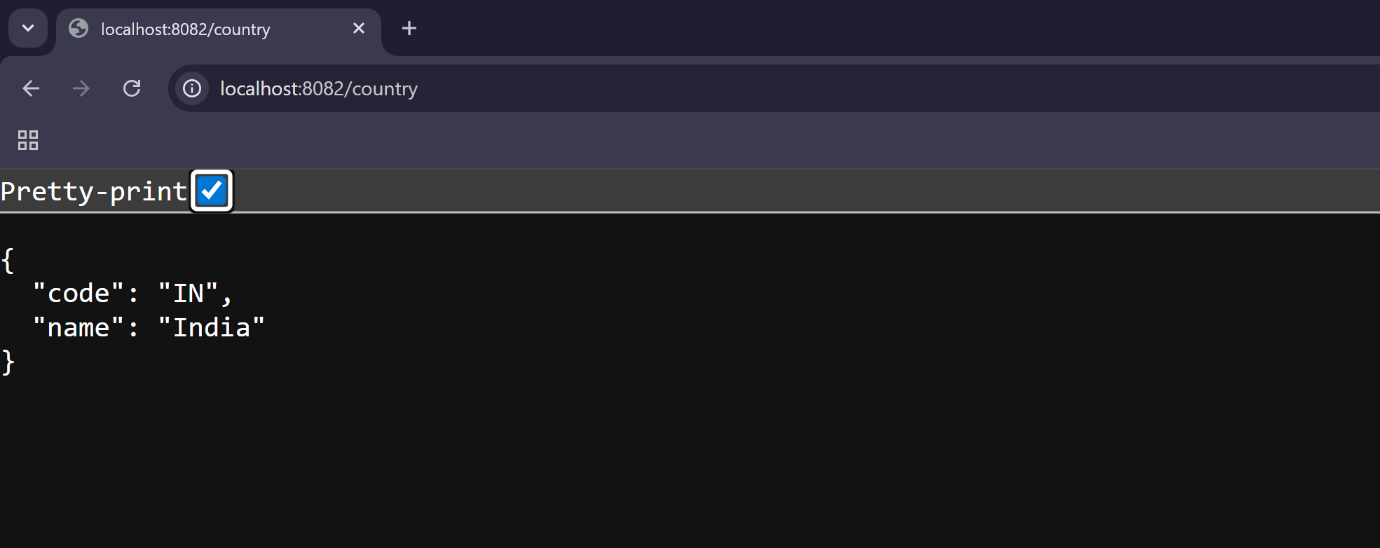 localhost:8082/country
localhost:8082/country
Pretty-print
{
  "code": "IN",
  "name": "India"
}